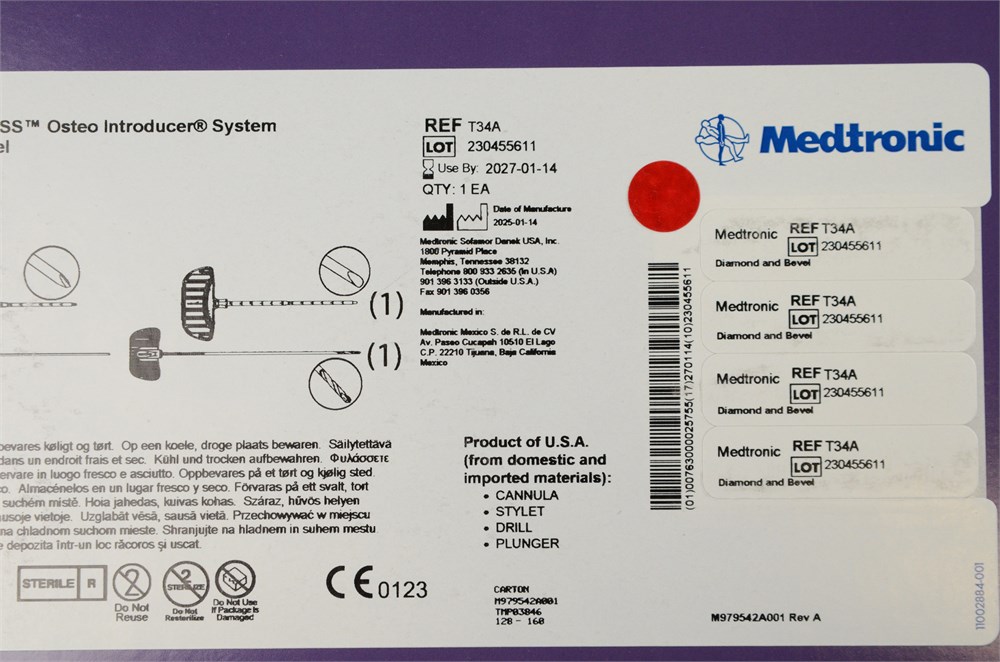 SS™ Osteo Introducer® System
el
REF T34A
LOT 230455611
Use By: 2027-01-14
QTY: 1 EA
Date of Manufacture
2025-01-14
Medtronic Sofamor Danek USA, Inc.
1800 Pyramid Place
Memphis, Tennessee 38132
Telephone 800 933 2635 (In U.S.A)
901 396 3133 (Outside U.S.A.)
Fax 901 396 0356
Manufactured in:
Medtronic Mexico S. de R.L. de CV
Av. Paseo Cucapah 10510 El Lago
C.P. 22210 Tijuana, Baja California
Mexico
(1)
(1)
Medtronic
Medtronic REF T34A
LOT 230455611
Diamond and Bevel
Medtronic REF T34A
LOT 230455611
Diamond and Bevel
Medtronic REF T34A
LOT 230455611
Diamond and Bevel
Medtronic REF T34A
LOT 230455611
Diamond and Bevel
(01)00763000025755(17)270114(10)230455611
bevares køligt og tørt. Op een koele, droge plaats bewaren. Säilytettävä
dans un endroit frais et sec. Kühl und trocken aufbewahren. Φυλάσσετε
ervare in luogo fresco e asciutto. Oppbevares på et tørt og kjølig sted.
co. Almacénelos en un lugar fresco y seco. Förvaras på ett svalt, tort
suchém místě. Hoia jahedas, kuivas kohas. Száraz, hűvös helyen
usoje vietoje. Uzglabāt vēsā, sausā vietā. Przechowywać w miejscu
na chladnom suchom mieste. Shranjujte na hladnem in suhem mestu.
e depozita într-un loc răcoros și uscat.
Product of U.S.A.
(from domestic and
imported materials):
• CANNULA
• STYLET
• DRILL
• PLUNGER
STERILE R
2
Do Not
Reuse
2
STERILIZE
Do Not
Resterilize
Do Not Use
If Package Is
Damaged
CE 0123
CARTON
M979542A001
TMP03846
128 - 160
M979542A001 Rev A
11002884-001